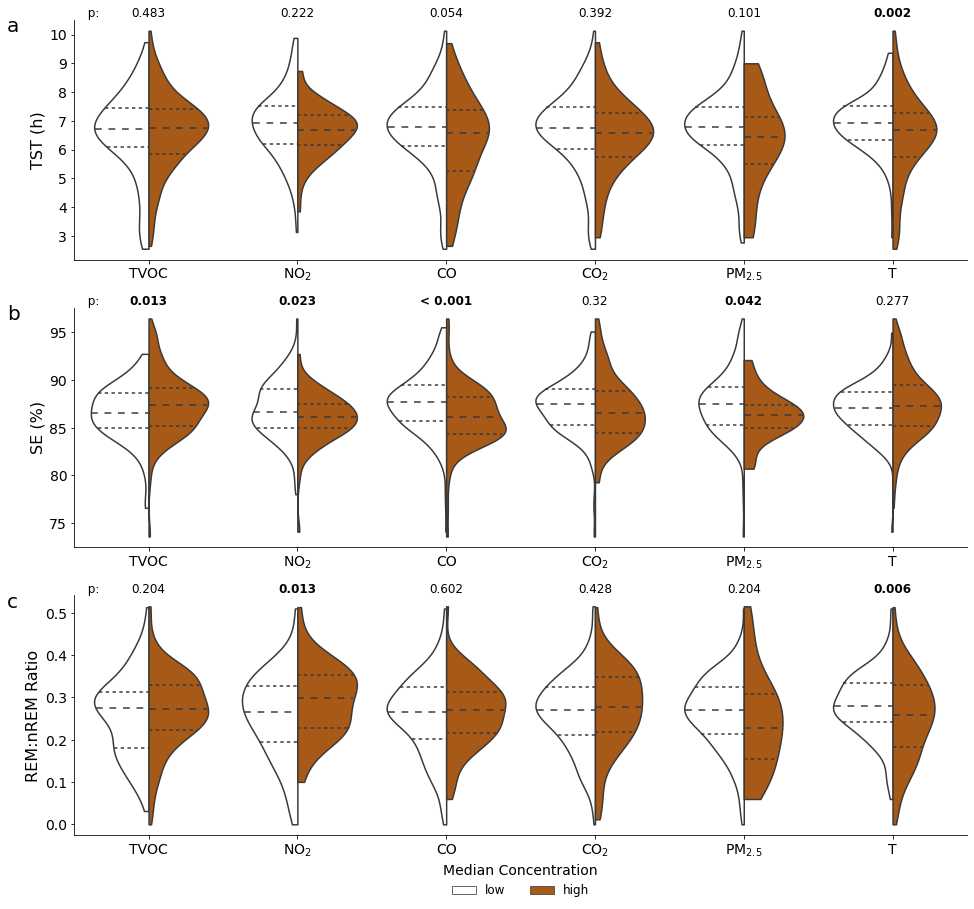 a
p: 0.483 0.222 0.054 0.392 0.101 0.002
TST (h)
10
9
8
7
6
5
4
3
TVOC NO₂ CO CO₂ PM₂.₅ T
b
p: 0.013 0.023 < 0.001 0.32 0.042 0.277
SE (%)
95
90
85
80
75
TVOC NO₂ CO CO₂ PM₂.₅ T
c
p: 0.204 0.013 0.602 0.428 0.204 0.006
REM:nREM Ratio
0.5
0.4
0.3
0.2
0.1
0.0
TVOC NO₂ CO CO₂ PM₂.₅ T
Median Concentration
low high